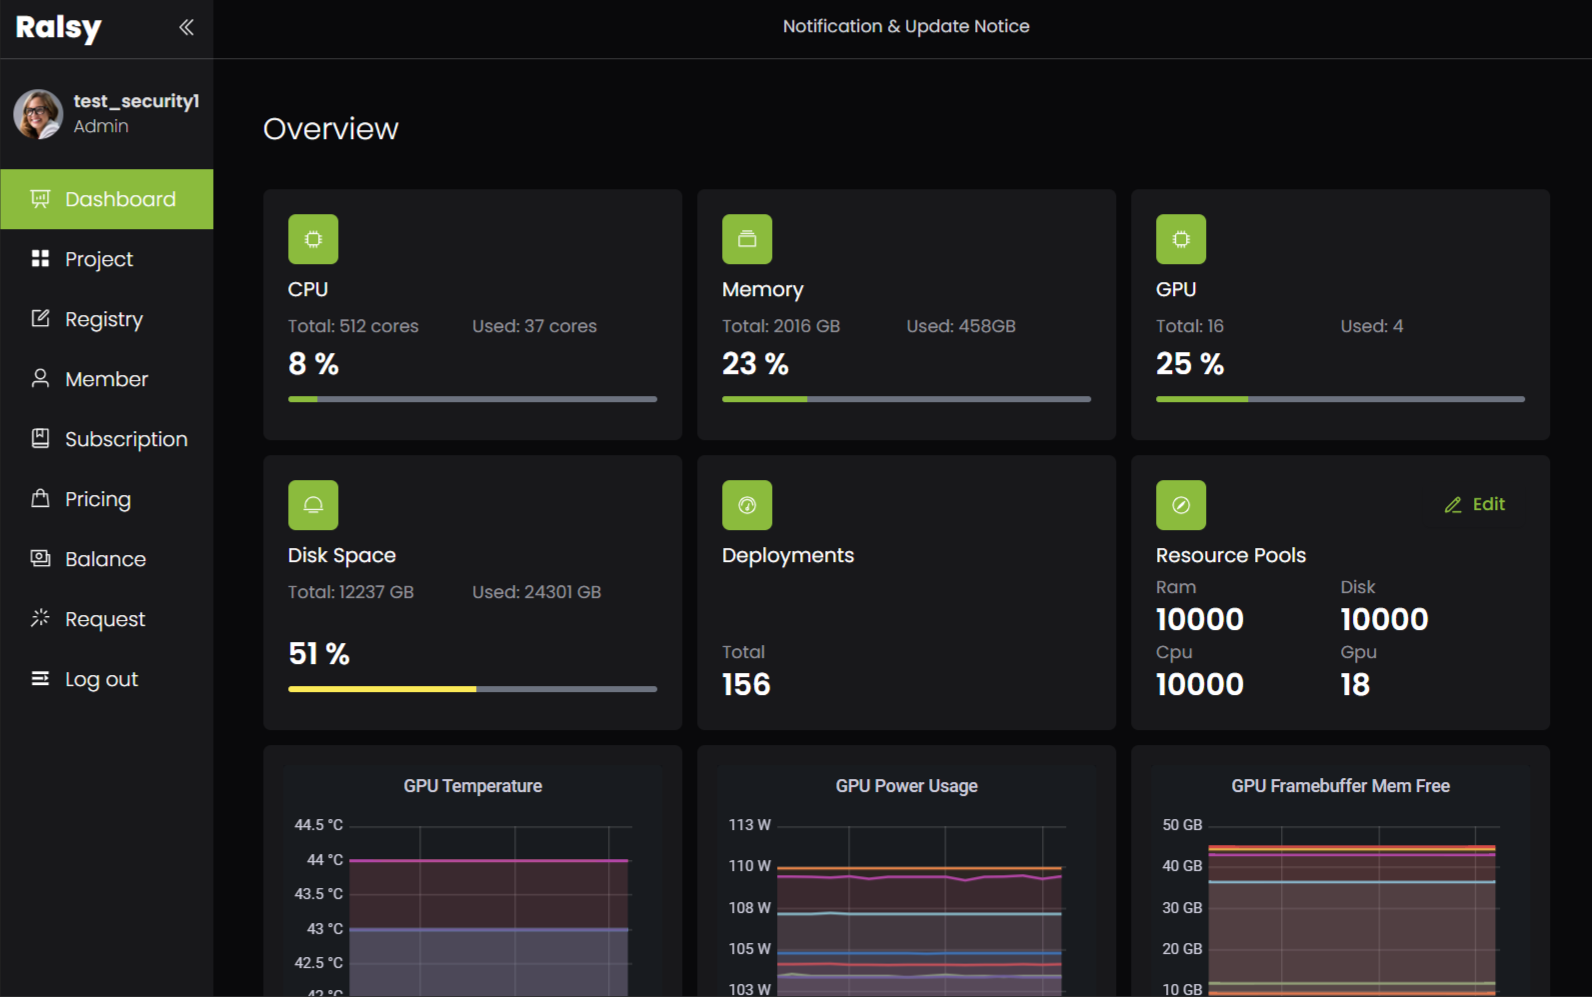 Ralsy
Notification & Update Notice
test_security1
Admin
Dashboard
Project
Registry
Member
Subscription
Pricing
Balance
Request
Log out
Overview
CPU
Total: 512 cores Used: 37 cores
8 %
Memory
Total: 2016 GB Used: 458GB
23 %
GPU
Total: 16 Used: 4
25 %
Disk Space
Total: 12237 GB Used: 24301 GB
51 %
Deployments
Total
156
Edit
Resource Pools
Ram Disk
10000 10000
Cpu Gpu
10000 18
GPU Temperature
44.5 °C
44 °C
43.5 °C
43 °C
42.5 °C
42 °C
GPU Power Usage
113 W
110 W
108 W
105 W
103 W
GPU Framebuffer Mem Free
50 GB
40 GB
30 GB
20 GB
10 GB